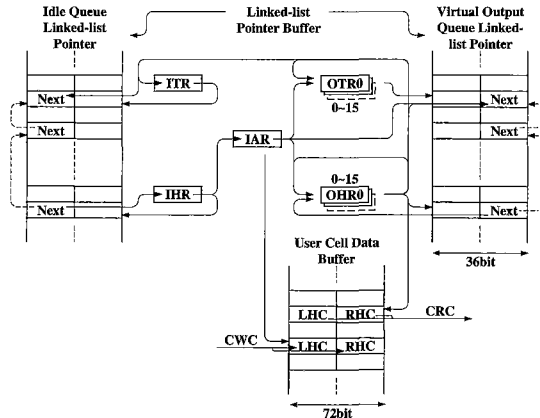 Idle Queue
Linked-list
Pointer
Linked-list
Pointer Buffer
Virtual Output
Queue Linked-
list Pointer
ITR
OTR0
Next
Next
0~15
Next
Next
IAR
Next
0~15
IHR
OHR0
Next
Next
User Cell Data
Buffer
36bit
LHC
RHC
CRC
CWC
LHC
RHC
72bit